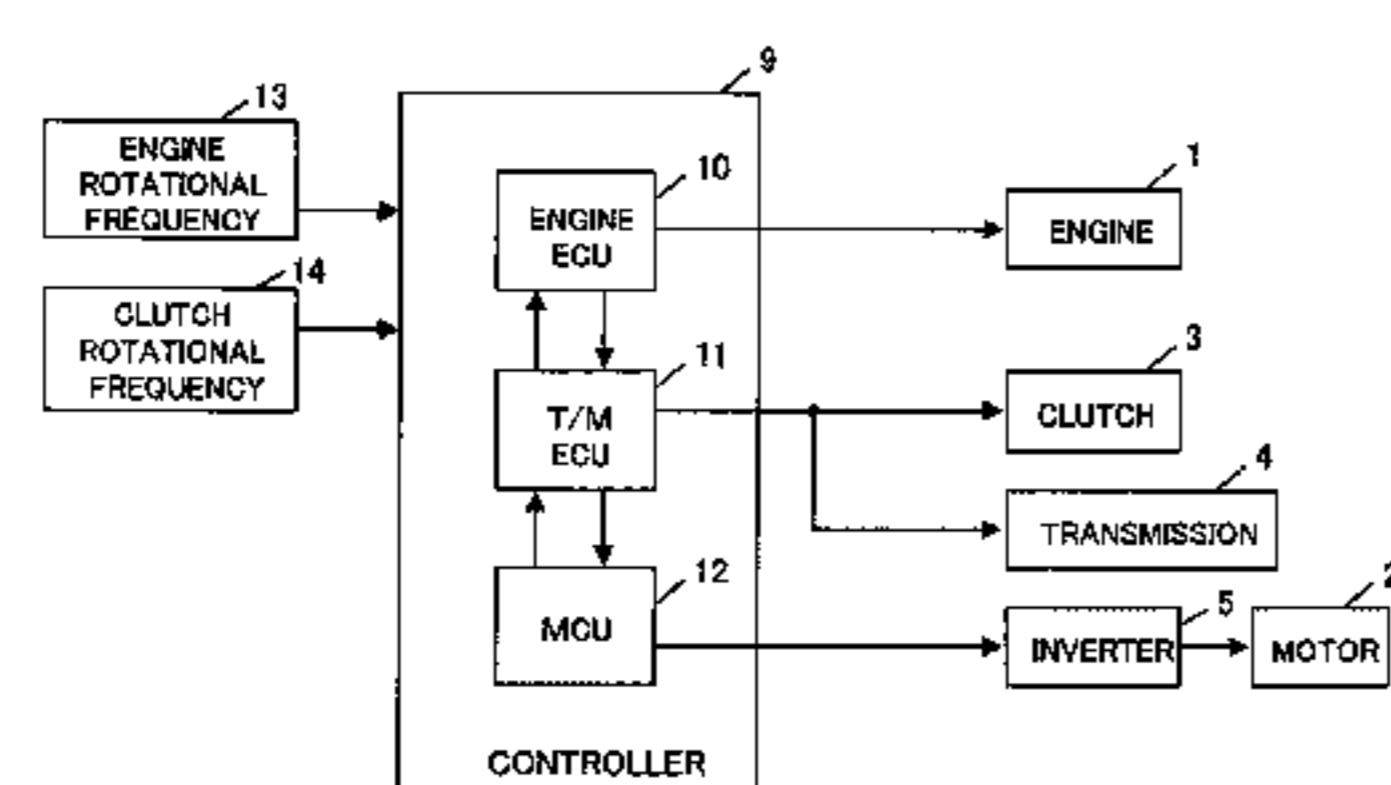 9
13
ENGINE
ROTATIONAL
FREQUENCY
14
CLUTCH
ROTATIONAL
FREQUENCY
10
ENGINE
ECU
11
T/M
ECU
12
MCU
CONTROLLER
1
ENGINE
3
CLUTCH
4
TRANSMISSION
5
INVERTER
2
MOTOR